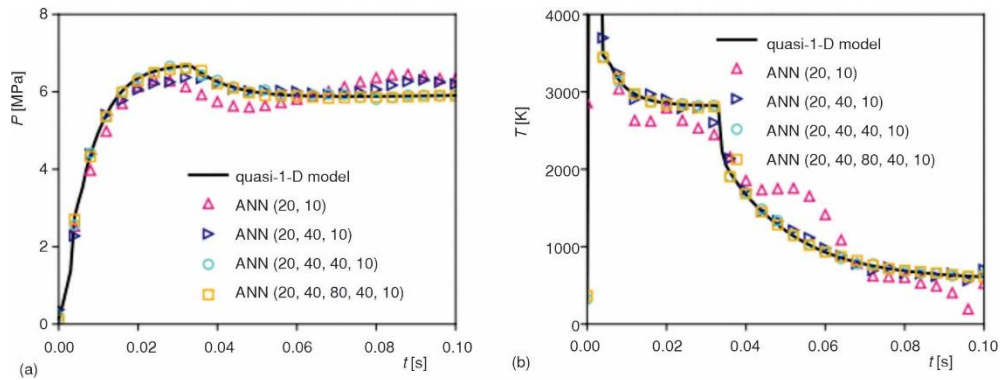 P [MPa]
8
6
4
2
0
0.00 0.02 0.04 0.06 0.08 0.10
t [s]
quasi-1-D model
ANN (20, 10)
ANN (20, 40, 10)
ANN (20, 40, 40, 10)
ANN (20, 40, 80, 40, 10)
(a)
T [K]
4000
3000
2000
1000
0
0.00 0.02 0.04 0.06 0.08 0.10
t [s]
quasi-1-D model
ANN (20, 10)
ANN (20, 40, 10)
ANN (20, 40, 40, 10)
ANN (20, 40, 80, 40, 10)
(b)